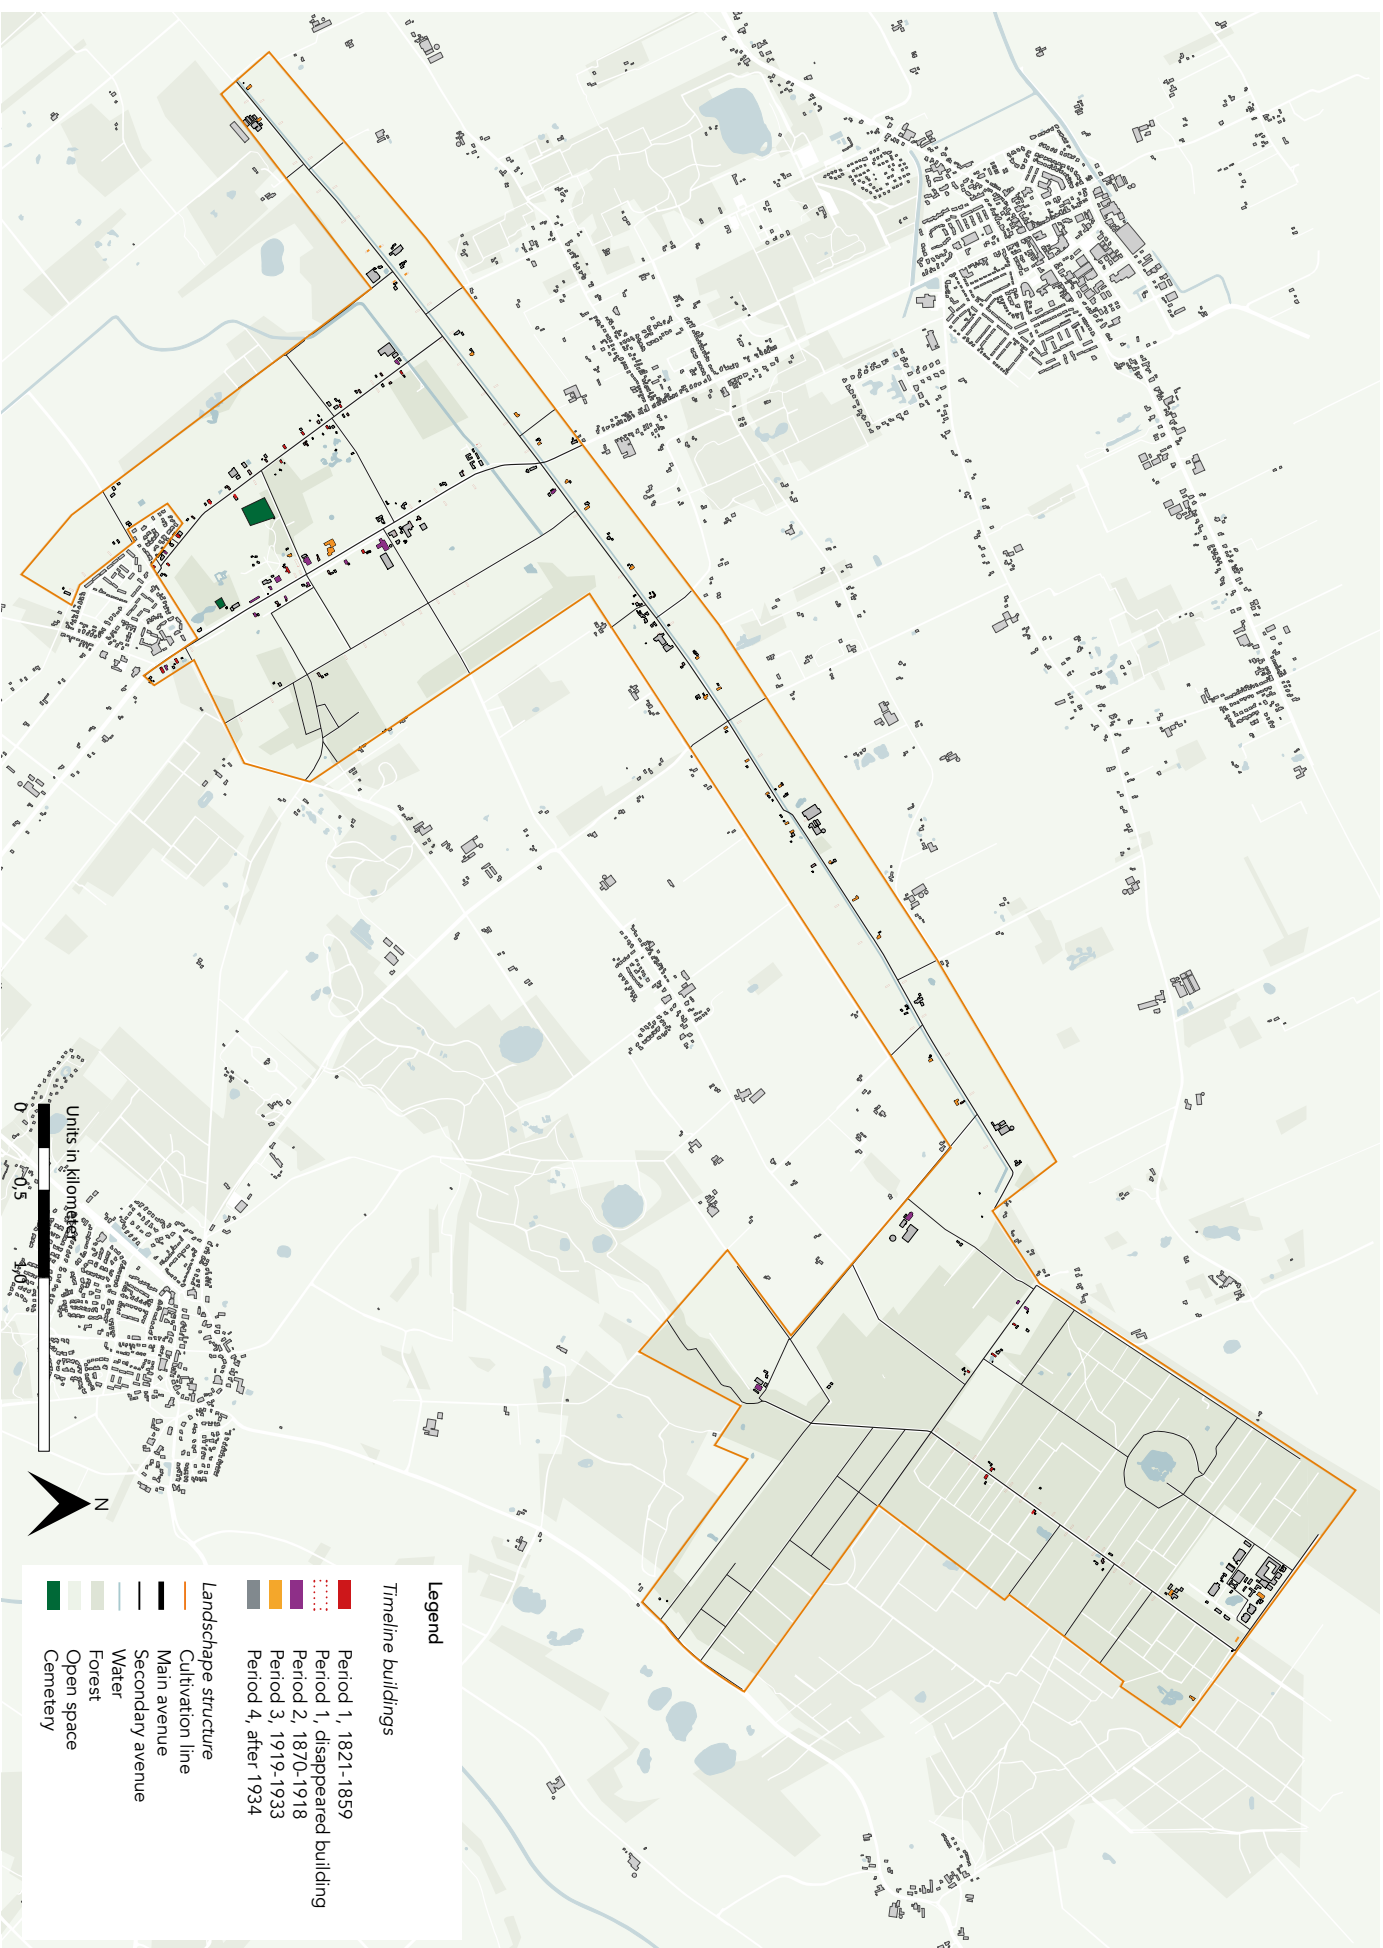 Legend
Timeline buildings
Period 1, 1821-1859
Period 1, disappeared building
Period 2, 1870-1918
Period 3, 1919-1933
Period 4, after 1934
Landschape structure
Cultivation line
Main avenue
Secondary avenue
Water
Forest
Open space
Cemetery
N
Units in kilometer
0 0,5 1,0